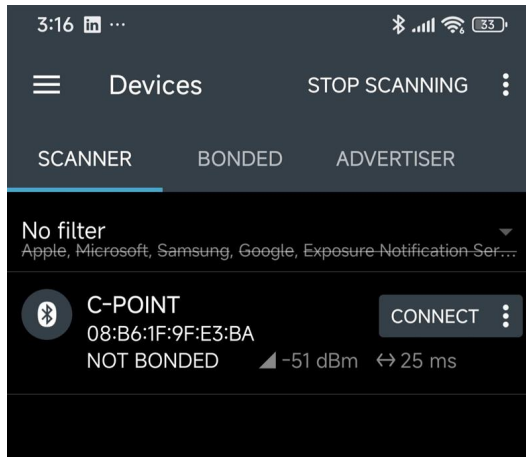 3:16 in ... 33
Devices STOP SCANNING
SCANNER BONDED ADVERTISER
No filter
Apple, Microsoft, Samsung, Google, Exposure Notification Ser...
C-POINT CONNECT
08:B6:1F:9F:E3:BA
NOT BONDED -51 dBm ↔ 25 ms